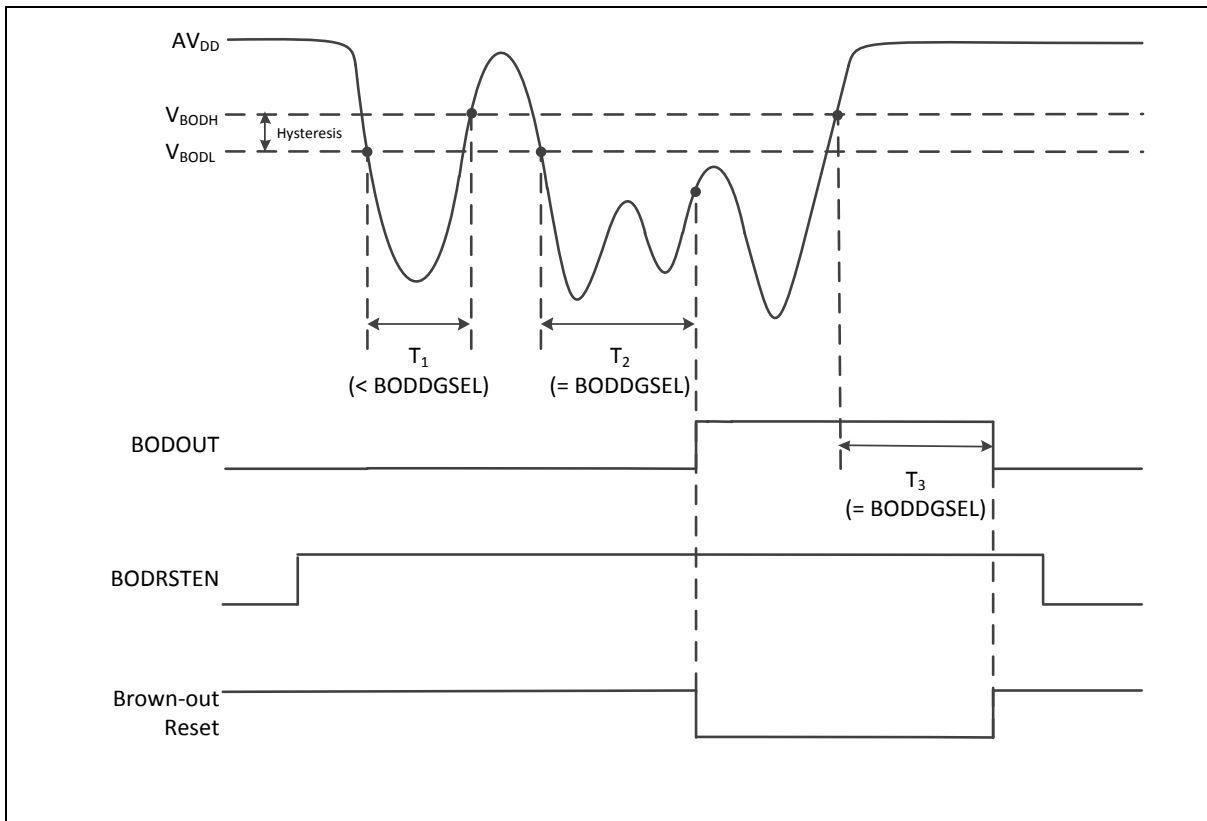 AVDD
VBODH
Hysteresis
VBODL
T1
(< BODDGSEL)
T2
(= BODDGSEL)
BODOUT
T3
(= BODDGSEL)
BODRSTEN
Brown-out
Reset